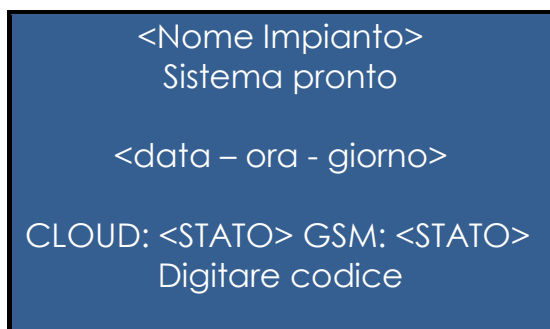 <Nome Impianto>
Sistema pronto
<data – ora - giorno>
CLOUD: <STATO> GSM: <STATO>
Digitare codice